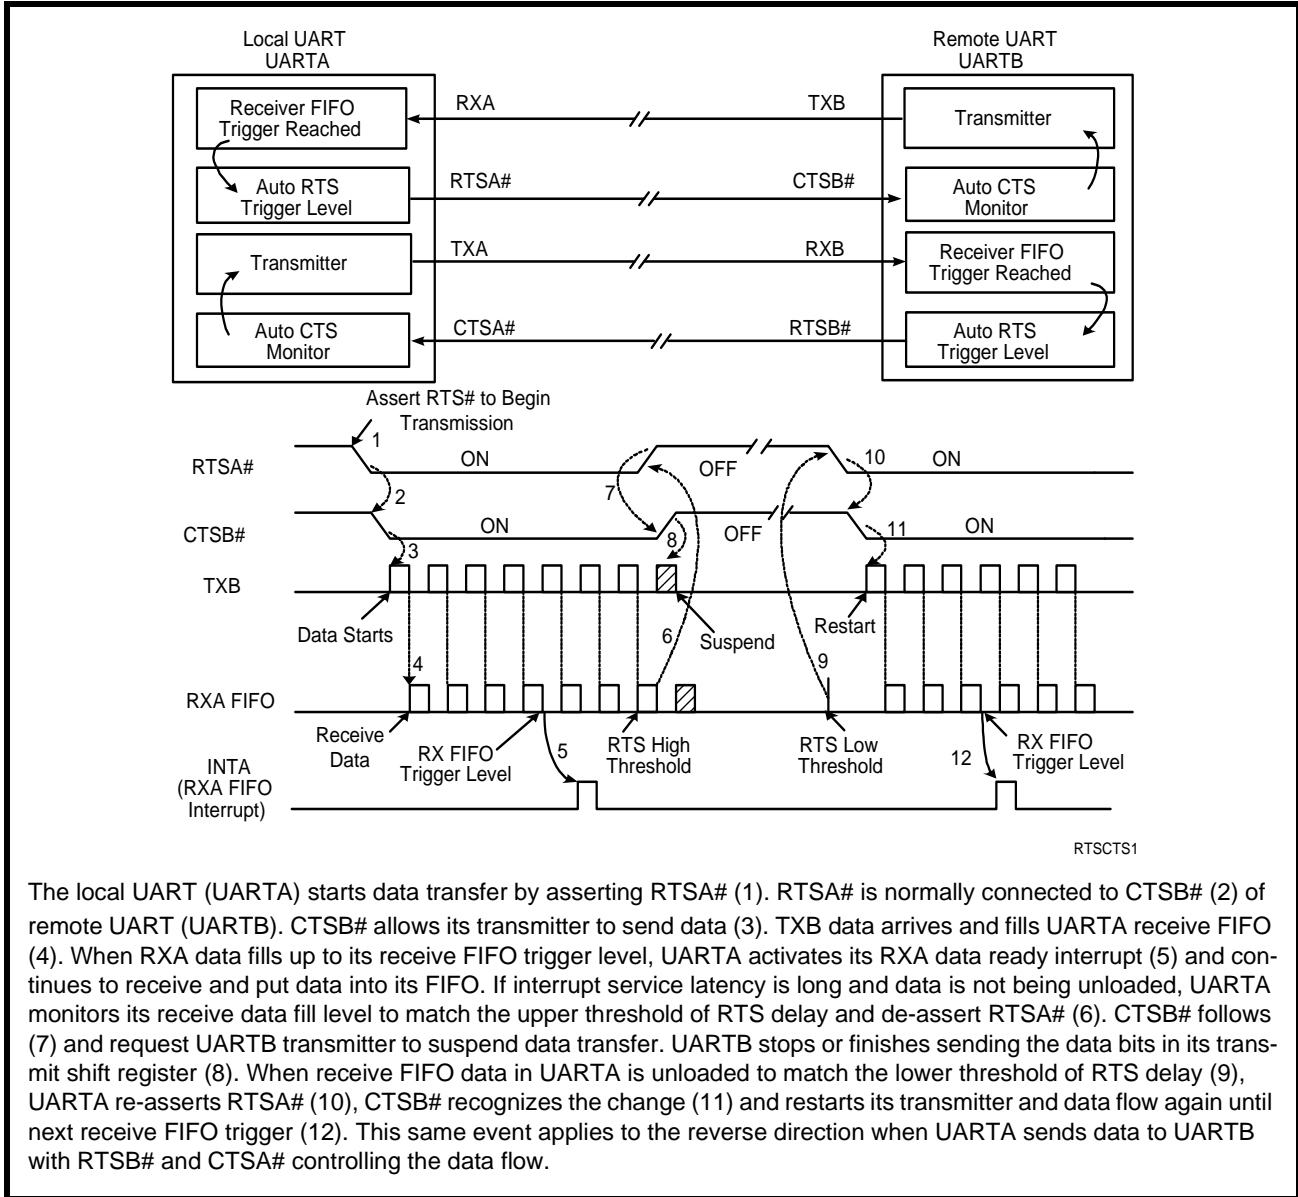 Local UART
UARTA
Remote UART
UARTB
Receiver FIFO
Trigger Reached
RXA
TXB
Transmitter
Auto RTS
Trigger Level
RTSA#
CTSB#
Auto CTS
Monitor
Transmitter
TXA
RXB
Receiver FIFO
Trigger Reached
Auto CTS
Monitor
CTSA#
RTSB#
Auto RTS
Trigger Level
Assert RTS# to Begin
Transmission
1
RTSA#
ON
OFF
10
ON
2
7
CTSB#
ON
8
OFF
11
ON
3
TXB
Data Starts
6
Suspend
Restart
4
9
RXA FIFO
Receive
Data
RX FIFO
Trigger Level
5
RTS High
Threshold
RTS Low
Threshold
12
RX FIFO
Trigger Level
INTA
(RXA FIFO
Interrupt)
RTSCTS1
The local UART (UARTA) starts data transfer by asserting RTSA# (1). RTSA# is normally connected to CTSB# (2) of
remote UART (UARTB). CTSB# allows its transmitter to send data (3). TXB data arrives and fills UARTA receive FIFO
(4). When RXA data fills up to its receive FIFO trigger level, UARTA activates its RXA data ready interrupt (5) and con-
tinues to receive and put data into its FIFO. If interrupt service latency is long and data is not being unloaded, UARTA
monitors its receive data fill level to match the upper threshold of RTS delay and de-assert RTSA# (6). CTSB# follows
(7) and request UARTB transmitter to suspend data transfer. UARTB stops or finishes sending the data bits in its trans-
mit shift register (8). When receive FIFO data in UARTA is unloaded to match the lower threshold of RTS delay (9),
UARTA re-asserts RTSA# (10), CTSB# recognizes the change (11) and restarts its transmitter and data flow again until
next receive FIFO trigger (12). This same event applies to the reverse direction when UARTA sends data to UARTB
with RTSB# and CTSA# controlling the data flow.